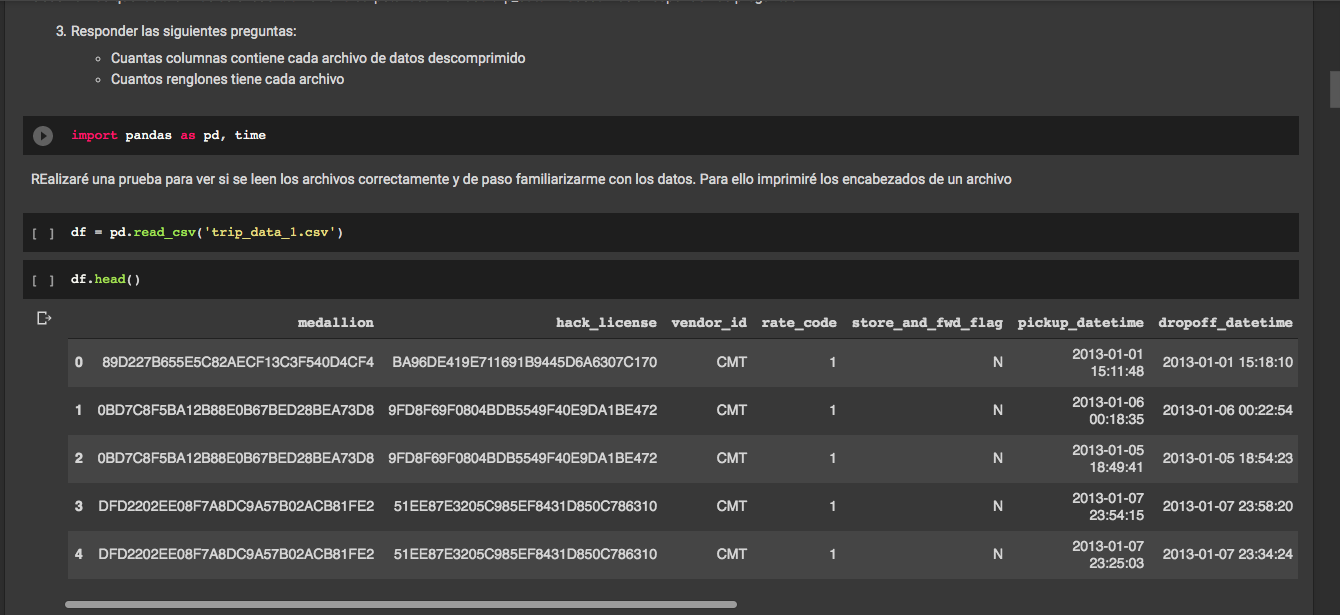 3. Responder las siguientes preguntas:
Cuantas columnas contiene cada archivo de datos descomprimido
Cuantos renglones tiene cada archivo
import pandas as pd, time
REalizaré una prueba para ver si se leen los archivos correctamente y de paso familiarizarme con los datos. Para ello imprimiré los encabezados de un archivo
[ ] df = pd.read_csv('trip_data_1.csv')
[ ] df.head()
medallion hack_license vendor_id rate_code store_and_fwd_flag pickup_datetime dropoff_datetime
0 89D227B655E5C82AECF13C3F540D4CF4 BA96DE419E711691B9445D6A6307C170 CMT 1 N 2013-01-01 15:11:48 2013-01-01 15:18:10
1 0BD7C8F5BA12B88E0B67BED28BEA73D8 9FD8F69F0804BDB5549F40E9DA1BE472 CMT 1 N 2013-01-06 00:18:35 2013-01-06 00:22:54
2 0BD7C8F5BA12B88E0B67BED28BEA73D8 9FD8F69F0804BDB5549F40E9DA1BE472 CMT 1 N 2013-01-05 18:49:41 2013-01-05 18:54:23
3 DFD2202EE08F7A8DC9A57B02ACB81FE2 51EE87E3205C985EF8431D850C786310 CMT 1 N 2013-01-07 23:54:15 2013-01-07 23:58:20
4 DFD2202EE08F7A8DC9A57B02ACB81FE2 51EE87E3205C985EF8431D850C786310 CMT 1 N 2013-01-07 23:25:03 2013-01-07 23:34:24